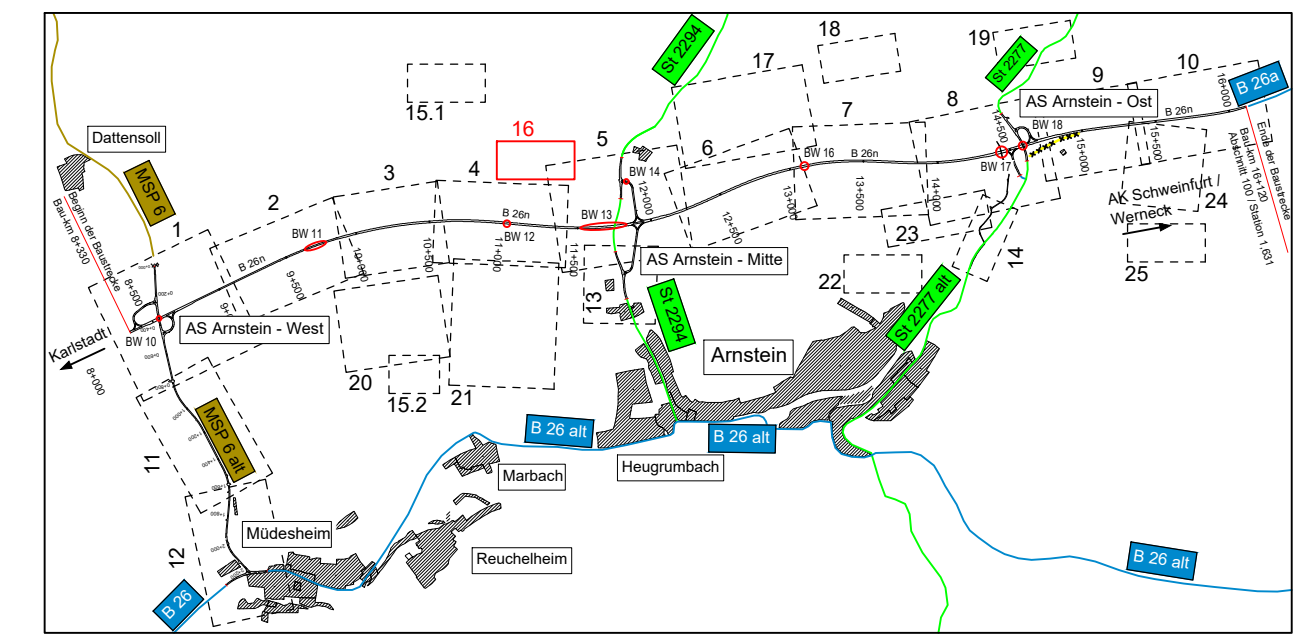 18
19
St 2294
St 2277
17
10
9
16+000
B 26a
15.1
7
8
AS Arnstein - Ost
14+500
BW 18
B 26n
16
5
Dattensoll
MSP 6
3
4
6
BW 14
12+000
BW 16
B 26n
BW 17
15+000
15+500
Ende der Baustrecke
Bau-km 16+120
Abschnitt 100 / Station 1,631
2
1
Beginn der Baustrecke
Bau-km 8+330
BW 11
B 26n
BW 13
BW 12
13+000
13+500
14+000
AK Schweinfurt /
Werneck
24
12+500
23
14
25
8+500
B 26n
9+500
10+000
10+500
11+000
11+500
AS Arnstein - Mitte
22
13
BW 10
AS Arnstein - West
Karlstadt
8+000
St 2294
St 2277 alt
Arnstein
20
15.2
21
MSP 6 alt
11
B 26 alt
B 26 alt
Heugrumbach
Marbach
12
Müdesheim
Reuchelheim
B 26 alt
B 26